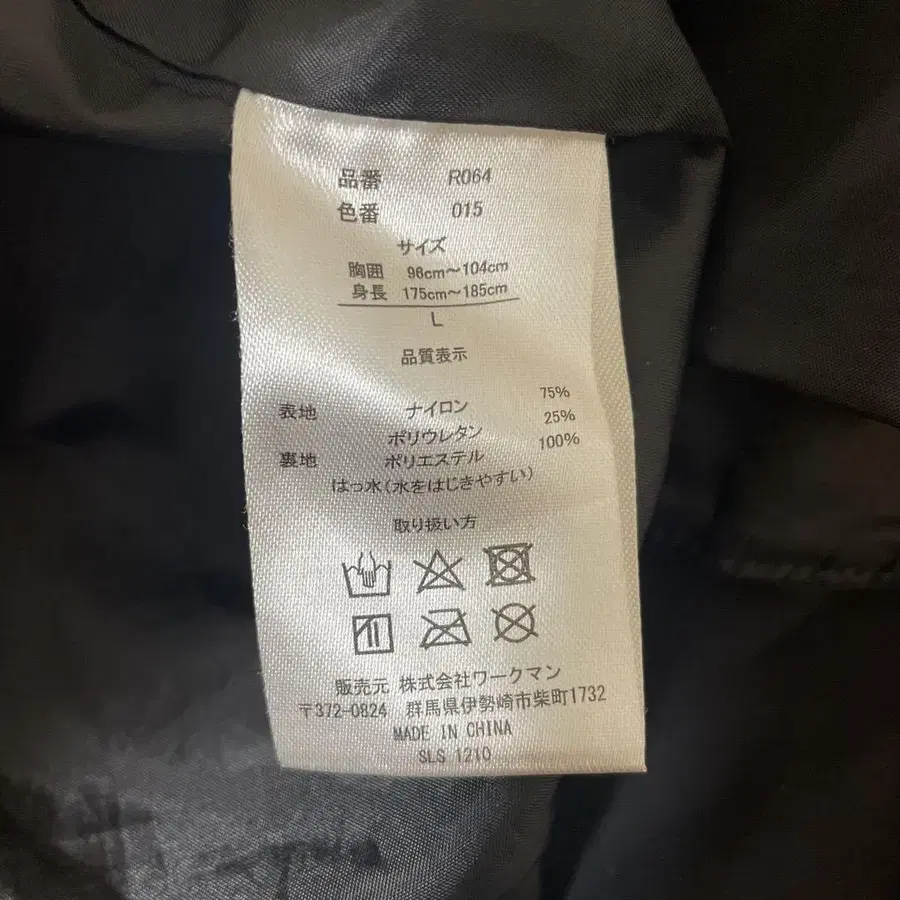 品番 R064
色番 015
サイズ
胸囲 96cm～104cm
身長 175cm～185cm
L
品質表示
表地 ナイロン 75%
ポリウレタン 25%
裏地 ポリエステル 100%
はっ水(水をはじきやすい)
取り扱い方
販売元 株式会社ワークマン
〒372-0824 群馬県伊勢崎市柴町1732
MADE IN CHINA
SLS 1210